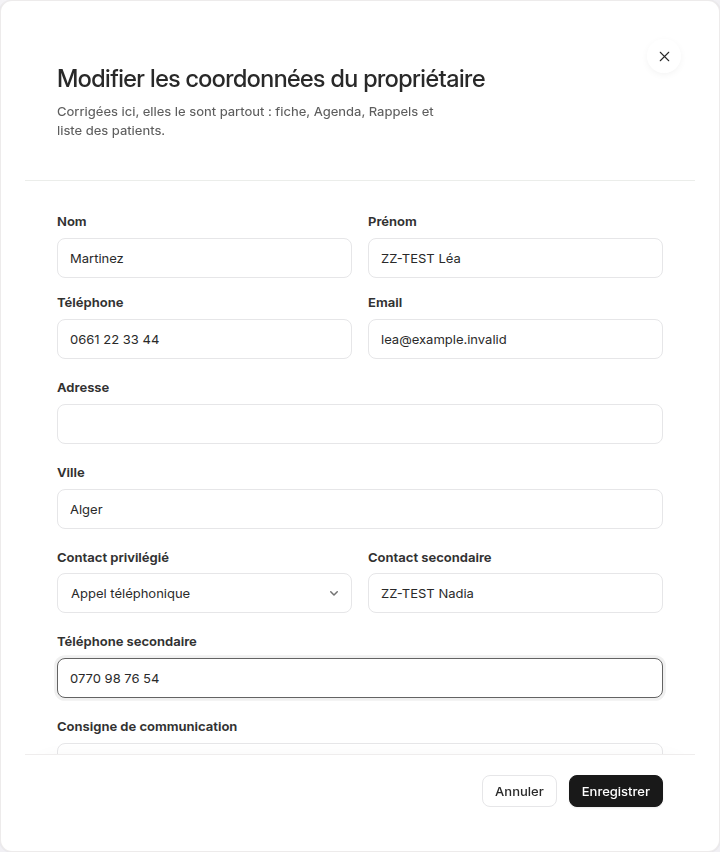 Modifier les coordonnées du propriétaire
Corrigées ici, elles le sont partout : fiche, Agenda, Rappels et
liste des patients.
Nom
Prénom
Martinez
ZZ-TEST Léa
Téléphone
Email
0661 22 33 44
lea@example.invalid
Adresse
Ville
Alger
Contact privilégié
Contact secondaire
Appel téléphonique
ZZ-TEST Nadia
Téléphone secondaire
0770 98 76 54
Consigne de communication
Annuler
Enregistrer